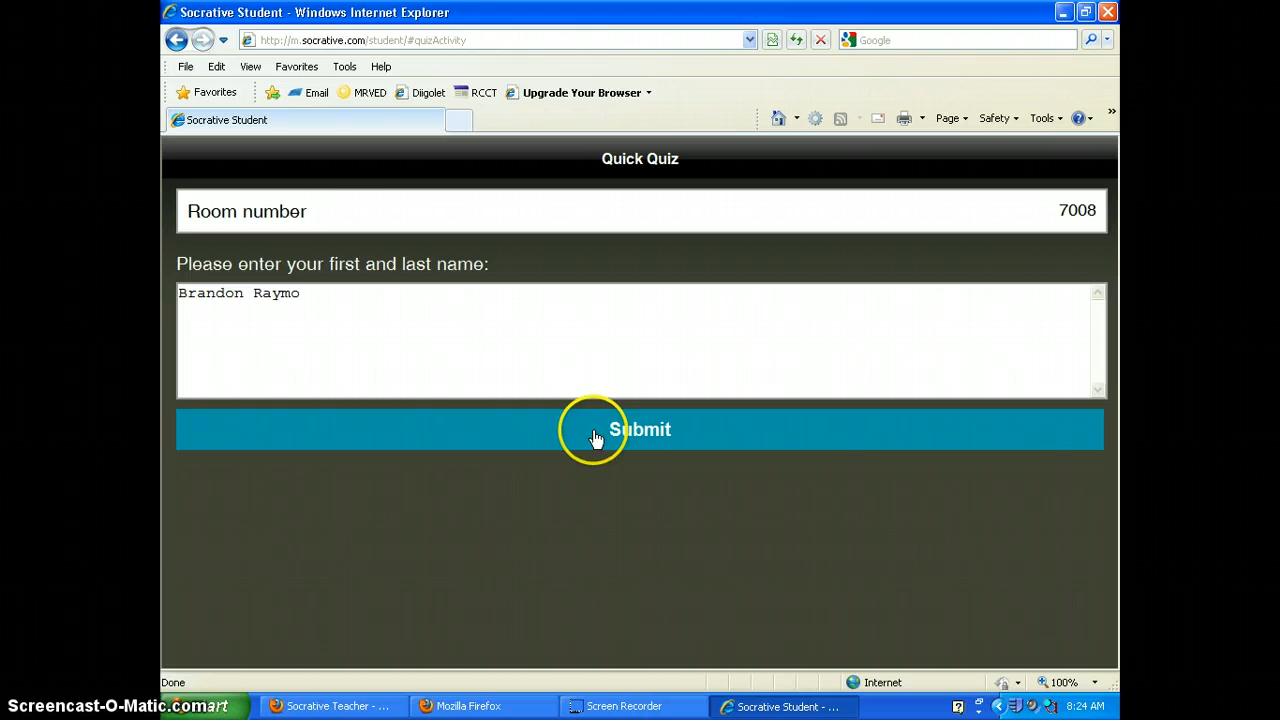 Socrative Student - Windows Internet Explorer
http://m.socrative.com/student/#quizActivity
Google
File Edit View Favorites Tools Help
Favorites Email MRVED Diigolet RCCT Upgrade Your Browser
Socrative Student
Page Safety Tools »
Quick Quiz
Room number 7008
Please enter your first and last name:
Brandon Raymo
Submit
Done Internet 100%
Screencast-O-Matic.com art Socrative Teacher - ... Mozilla Firefox Screen Recorder Socrative Student - ... 8:24 AM